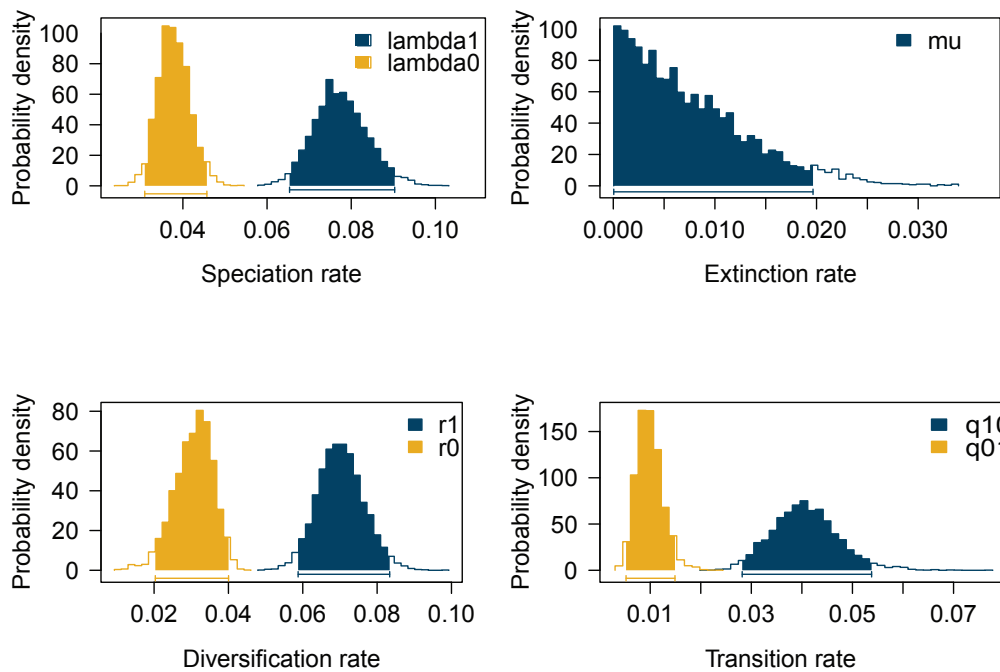 Probability density
100
80
60
40
20
0
lambda1
lambda0
0.04 0.06 0.08 0.10
Speciation rate
Probability density
100
80
60
40
20
0
mu
0.000 0.010 0.020 0.030
Extinction rate
Probability density
80
60
40
20
0
r1
r0
0.02 0.04 0.06 0.08 0.10
Diversification rate
Probability density
150
100
50
0
q10
q01
0.01 0.03 0.05 0.07
Transition rate